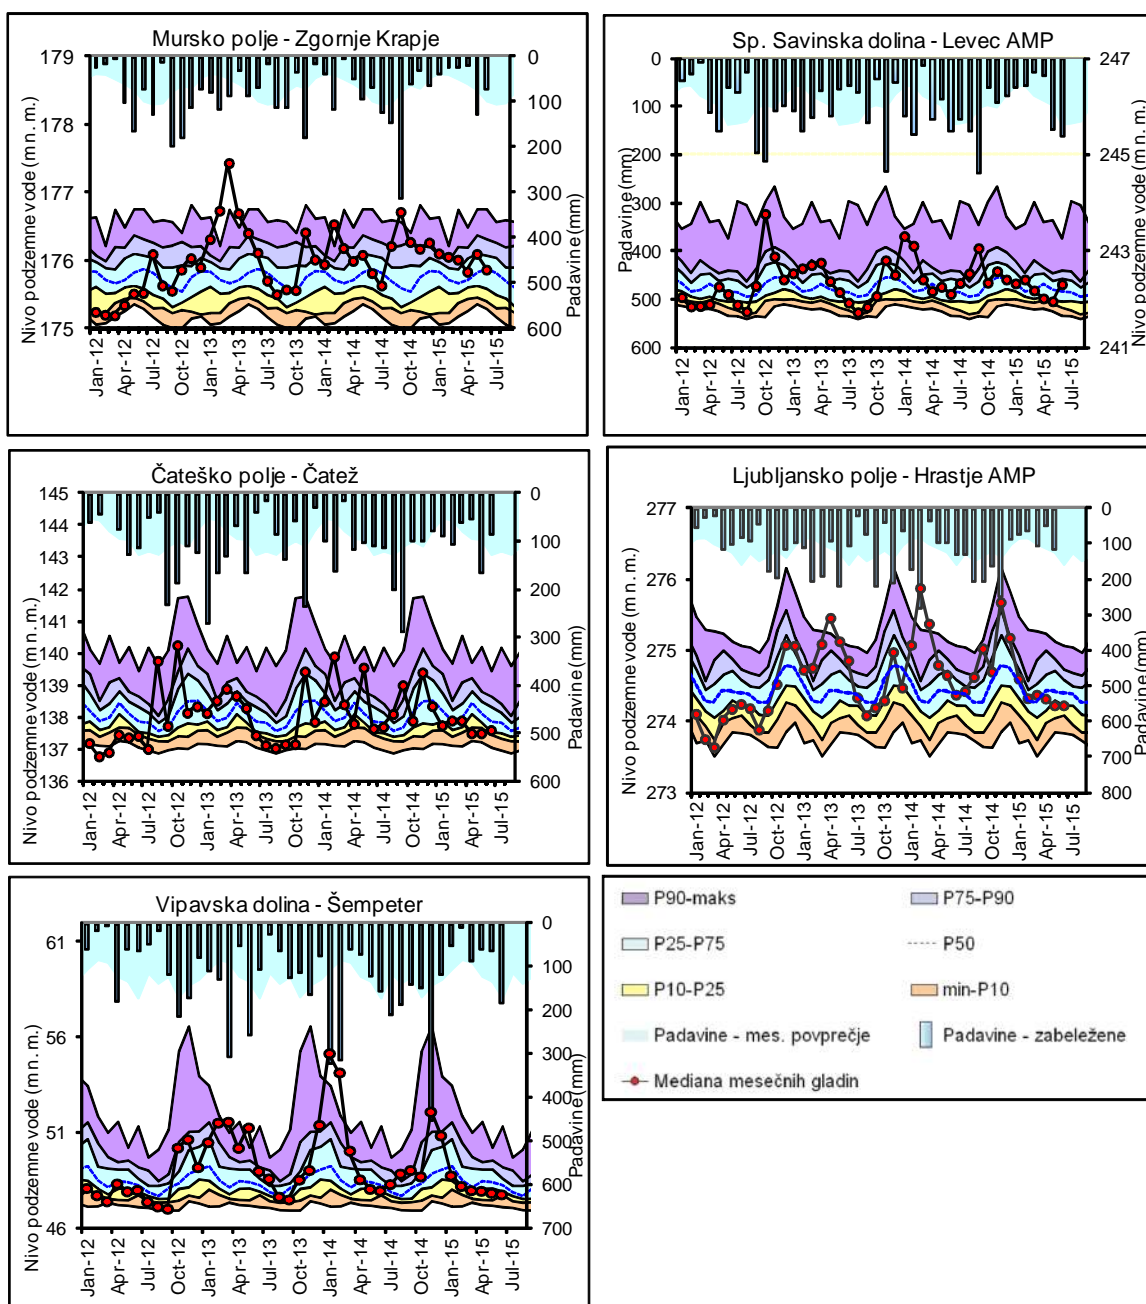 Mursko polje - Zgornje Krapje
Nivo podzemne vode (m n. m.)
179
178
177
176
175
0
100
200
300
400
500
600
Padavine (mm)
Jan-12
Apr-12
Jul-12
Oct-12
Jan-13
Apr-13
Jul-13
Oct-13
Jan-14
Apr-14
Jul-14
Oct-14
Jan-15
Apr-15
Jul-15
Sp. Savinska dolina - Levec AMP
Padavine (mm)
0
100
200
300
400
500
600
247
245
243
241
Nivo podzemne vode (m n. m.)
Jan-12
Apr-12
Jul-12
Oct-12
Jan-13
Apr-13
Jul-13
Oct-13
Jan-14
Apr-14
Jul-14
Oct-14
Jan-15
Apr-15
Jul-15
Čateško polje - Čatež
Nivo podzemne vode (m n. m.)
145
144
143
142
141
140
139
138
137
136
0
100
200
300
400
500
600
Padavine (mm)
Jan-12
Apr-12
Jul-12
Oct-12
Jan-13
Apr-13
Jul-13
Oct-13
Jan-14
Apr-14
Jul-14
Oct-14
Jan-15
Apr-15
Jul-15
Ljubljansko polje - Hrastje AMP
Nivo podzemne vode (m n. m.)
277
276
275
274
273
0
100
200
300
400
500
600
700
800
Padavine (mm)
Jan-12
Apr-12
Jul-12
Oct-12
Jan-13
Apr-13
Jul-13
Oct-13
Jan-14
Apr-14
Jul-14
Oct-14
Jan-15
Apr-15
Jul-15
Vipavska dolina - Šempeter
Nivo podzemne vode (m n. m.)
61
56
51
46
0
100
200
300
400
500
600
700
Padavine (mm)
Jan-12
Apr-12
Jul-12
Oct-12
Jan-13
Apr-13
Jul-13
Oct-13
Jan-14
Apr-14
Jul-14
Oct-14
Jan-15
Apr-15
Jul-15
P90-maks
P75-P90
P25-P75
P50
P10-P25
min-P10
Padavine - mes. povprečje
Padavine - zabeležene
Mediana mesečnih gladin